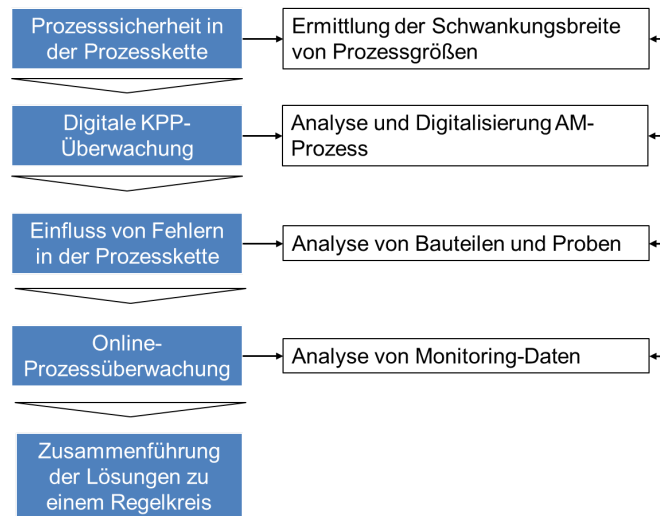 Prozesssicherheit in
der Prozesskette
Ermittlung der Schwankungsbreite
von Prozessgrößen
Digitale KPP-
Überwachung
Analyse und Digitalisierung AM-
Prozess
Einfluss von Fehlern
in der Prozesskette
Analyse von Bauteilen und Proben
Online-
Prozessüberwachung
Analyse von Monitoring-Daten
Zusammenführung
der Lösungen zu
einem Regelkreis